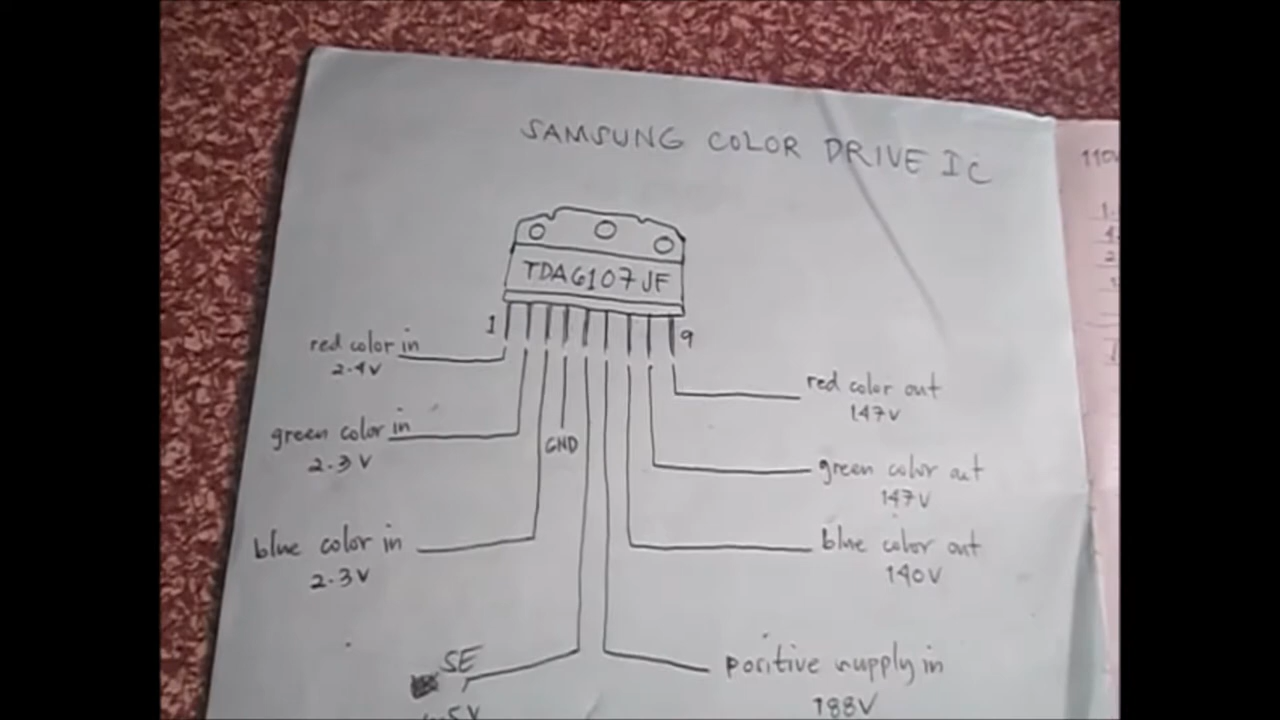 SAMSUNG COLOR DRIVE IC
TDA6107JF
1
9
red color in
2.4V
green color in
2.3V
blue color in
2.3V
GND
red color out
147V
green color out
147V
blue color out
140V
SE
positive supply in
188V
110V